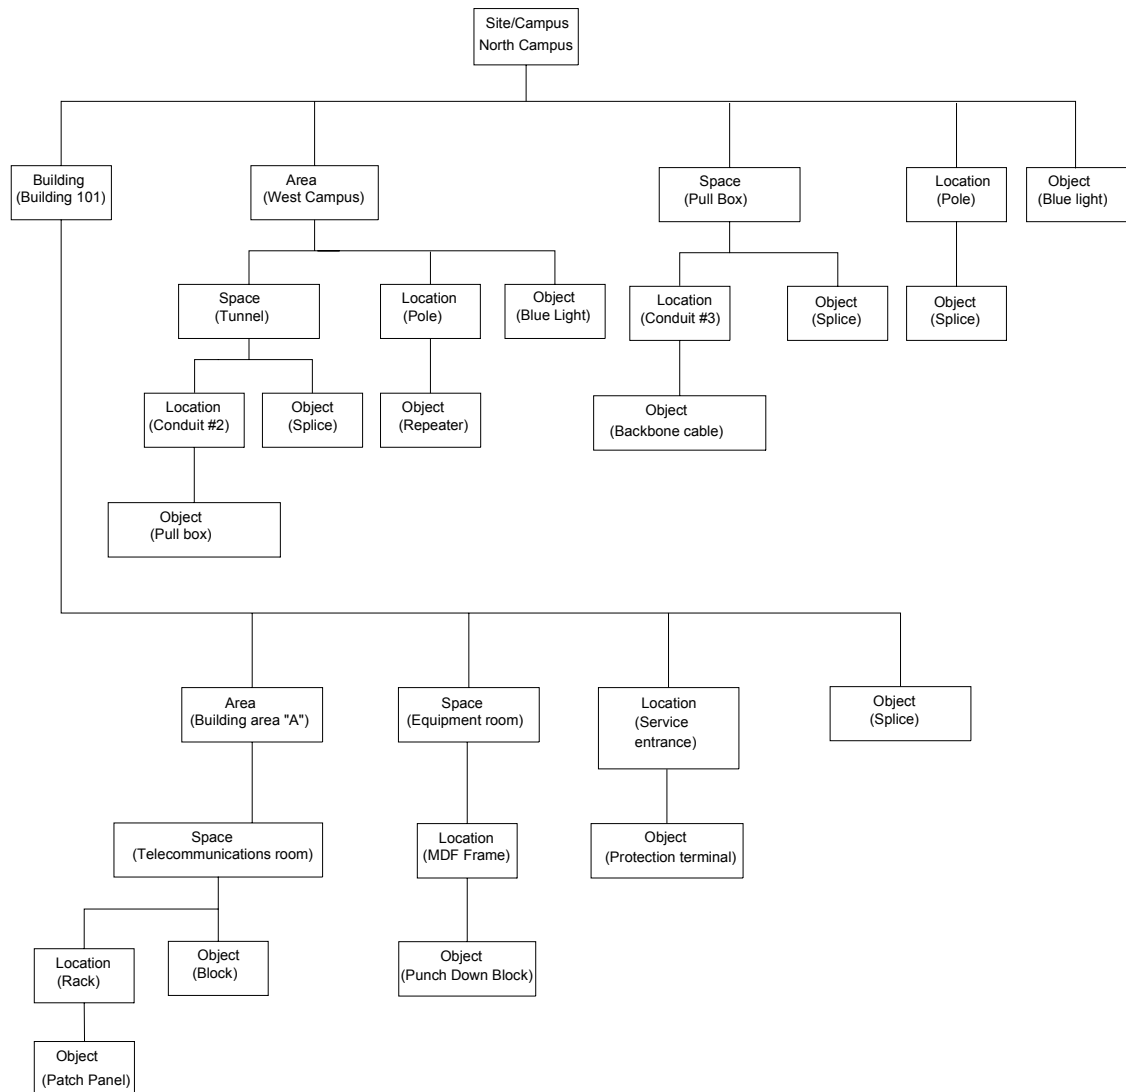 Site/Campus
North Campus
Building
(Building 101)
Area
(West Campus)
Space
(Pull Box)
Location
(Pole)
Object
(Blue light)
Space
(Tunnel)
Location
(Pole)
Object
(Blue Light)
Location
(Conduit #3)
Object
(Splice)
Object
(Splice)
Location
(Conduit #2)
Object
(Splice)
Object
(Repeater)
Object
(Backbone cable)
Object
(Pull box)
Area
(Building area "A")
Space
(Equipment room)
Location
(Service
entrance)
Object
(Splice)
Space
(Telecommunications room)
Location
(MDF Frame)
Object
(Protection terminal)
Location
(Rack)
Object
(Block)
Object
(Punch Down Block)
Object
(Patch Panel)